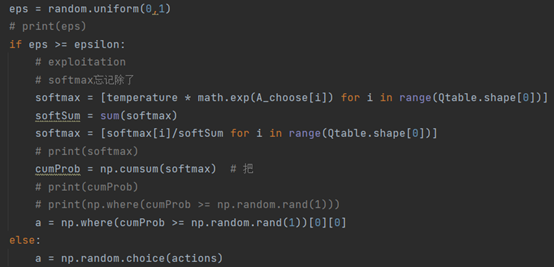 eps = random.uniform(0,1)
# print(eps)
if eps >= epsilon:
    # exploitation
    # softmax忘记除了
    softmax = [temperature * math.exp(A_choose[i]) for i in range(Qtable.shape[0])]
    softSum = sum(softmax)
    softmax = [softmax[i]/softSum for i in range(Qtable.shape[0])]
    # print(softmax)
    cumProb = np.cumsum(softmax)  # 把
    # print(cumProb)
    # print(np.where(cumProb >= np.random.rand(1)))
    a = np.where(cumProb >= np.random.rand(1))[0][0]
else:
    a = np.random.choice(actions)